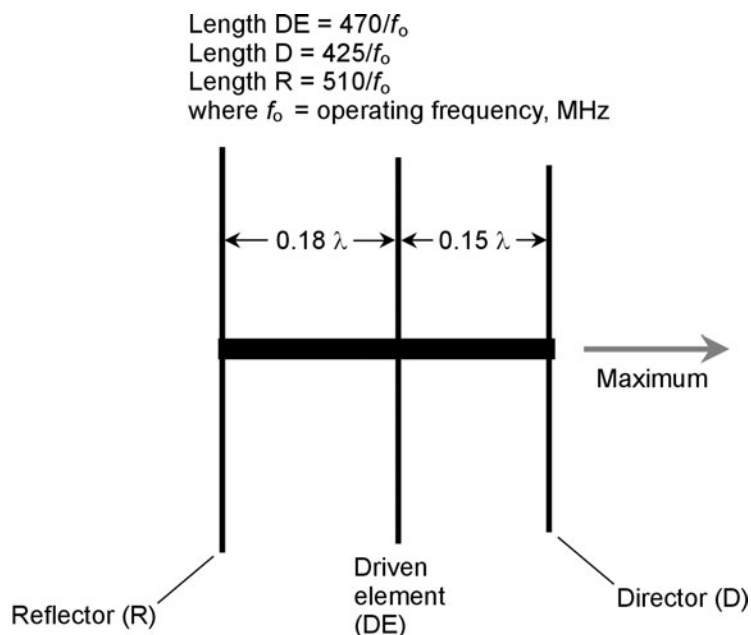 Length DE = 470/fₒ
Length D = 425/fₒ
Length R = 510/fₒ
where fₒ = operating frequency, MHz
0.18 λ
0.15 λ
Maximum
Reflector (R)
Driven
element
(DE)
Director (D)